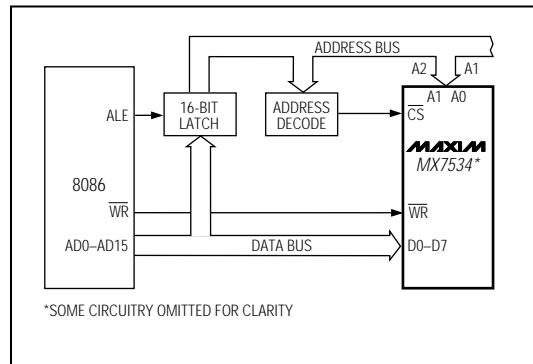 ADDRESS BUS
A2 A1
ALE
16-BIT
LATCH
ADDRESS
DECODE
A1 A0
CS
MAXIM
MX7534*
8086
WR
WR
AD0–AD15
DATA BUS
D0–D7
*SOME CIRCUITRY OMITTED FOR CLARITY